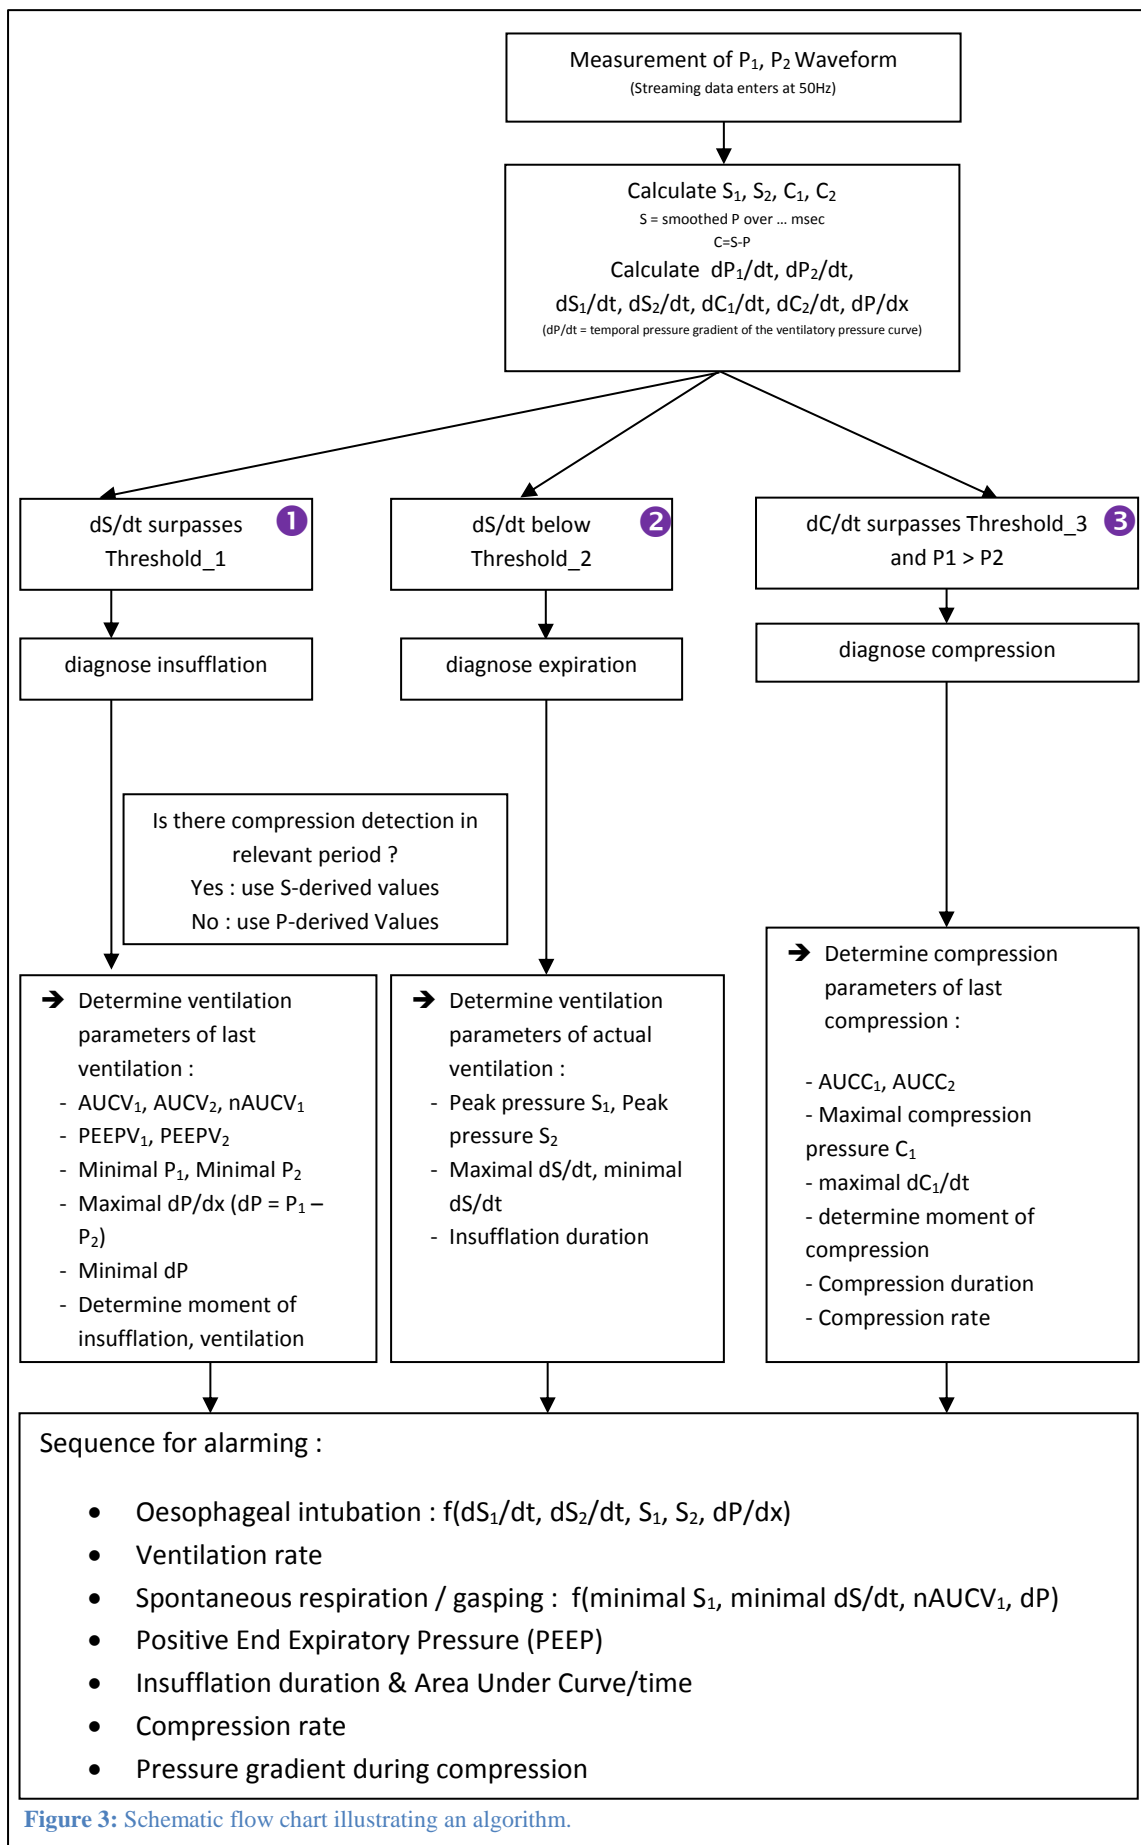 Measurement of P₁, P₂ Waveform
(Streaming data enters at 50Hz)
Calculate S₁, S₂, C₁, C₂
S = smoothed P over … msec
C=S-P
Calculate dP₁/dt, dP₂/dt,
dS₁/dt, dS₂/dt, dC₁/dt, dC₂/dt, dP/dx
(dP/dt = temporal pressure gradient of the ventilatory pressure curve)
dS/dt surpasses
Threshold_1
1
dS/dt below
Threshold_2
2
dC/dt surpasses Threshold_3
and P1 > P2
3
diagnose insufflation
diagnose expiration
diagnose compression
Is there compression detection in
relevant period ?
Yes : use S-derived values
No : use P-derived Values
➔ Determine ventilation
parameters of last
ventilation :
- AUCV₁, AUCV₂, nAUCV₁
- PEEPV₁, PEEPV₂
- Minimal P₁, Minimal P₂
- Maximal dP/dx (dP = P₁ –
P₂)
- Minimal dP
- Determine moment of
insufflation, ventilation
➔ Determine ventilation
parameters of actual
ventilation :
- Peak pressure S₁, Peak
pressure S₂
- Maximal dS/dt, minimal
dS/dt
- Insufflation duration
➔ Determine compression
parameters of last
compression :
- AUCC₁, AUCC₂
- Maximal compression
pressure C₁
- maximal dC₁/dt
- determine moment of
compression
- Compression duration
- Compression rate
Sequence for alarming :
• Oesophageal intubation : f(dS₁/dt, dS₂/dt, S₁, S₂, dP/dx)
• Ventilation rate
• Spontaneous respiration / gasping : f(minimal S₁, minimal dS/dt, nAUCV₁, dP)
• Positive End Expiratory Pressure (PEEP)
• Insufflation duration & Area Under Curve/time
• Compression rate
• Pressure gradient during compression
Figure 3: Schematic flow chart illustrating an algorithm.